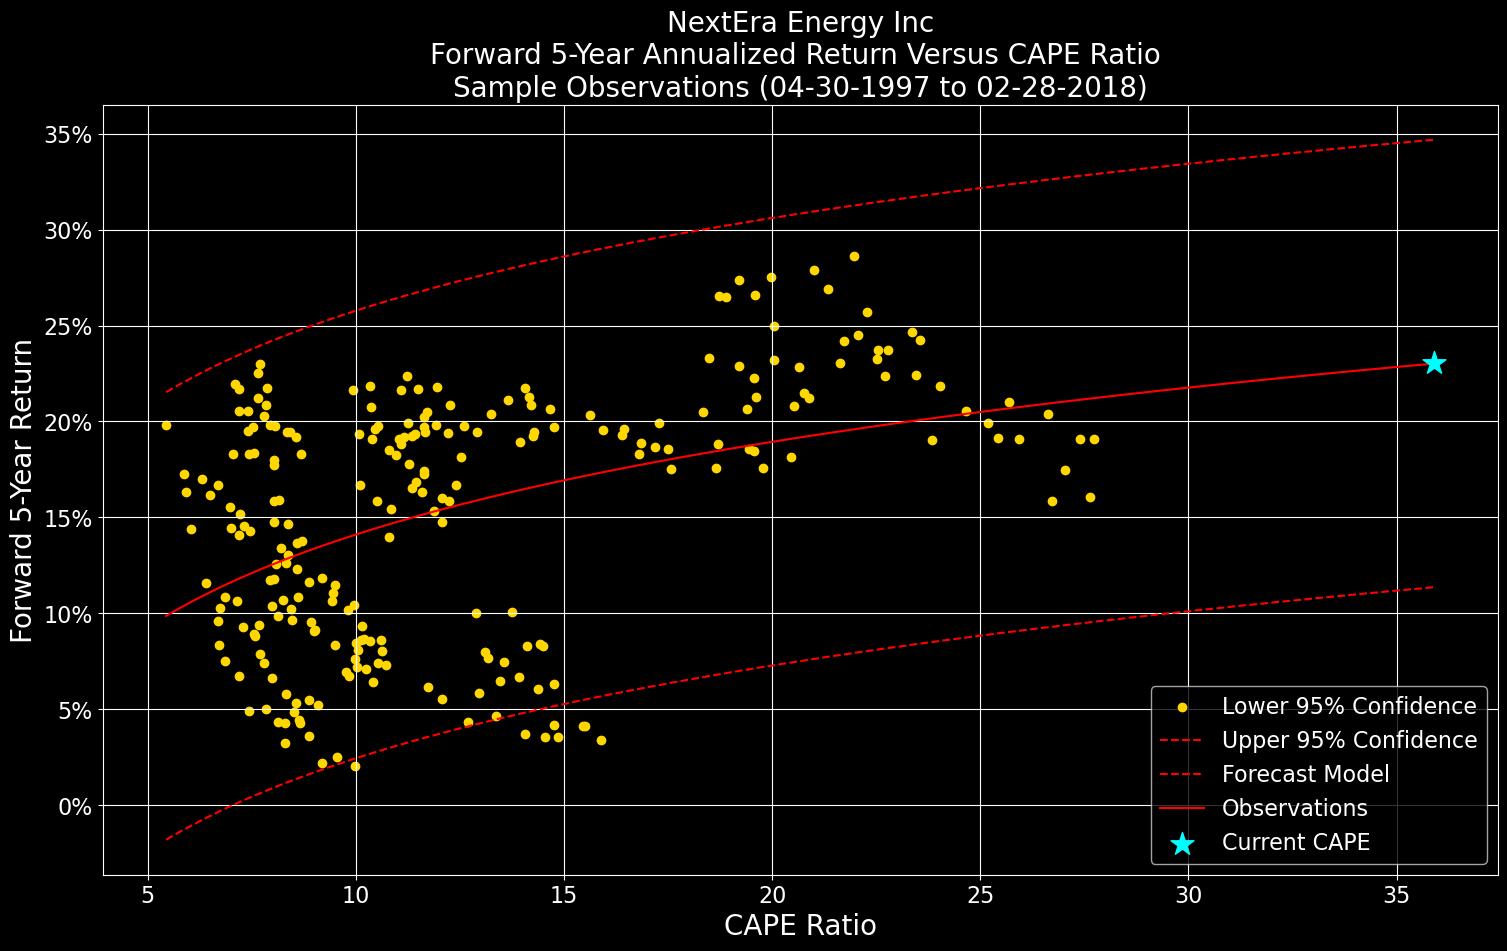 NextEra Energy Inc
Forward 5-Year Annualized Return Versus CAPE Ratio
Sample Observations (04-30-1997 to 02-28-2018)
Forward 5-Year Return
35%
30%
25%
20%
15%
10%
5%
0%
Lower 95% Confidence
Upper 95% Confidence
Forecast Model
Observations
Current CAPE
5 10 15 20 25 30 35
CAPE Ratio